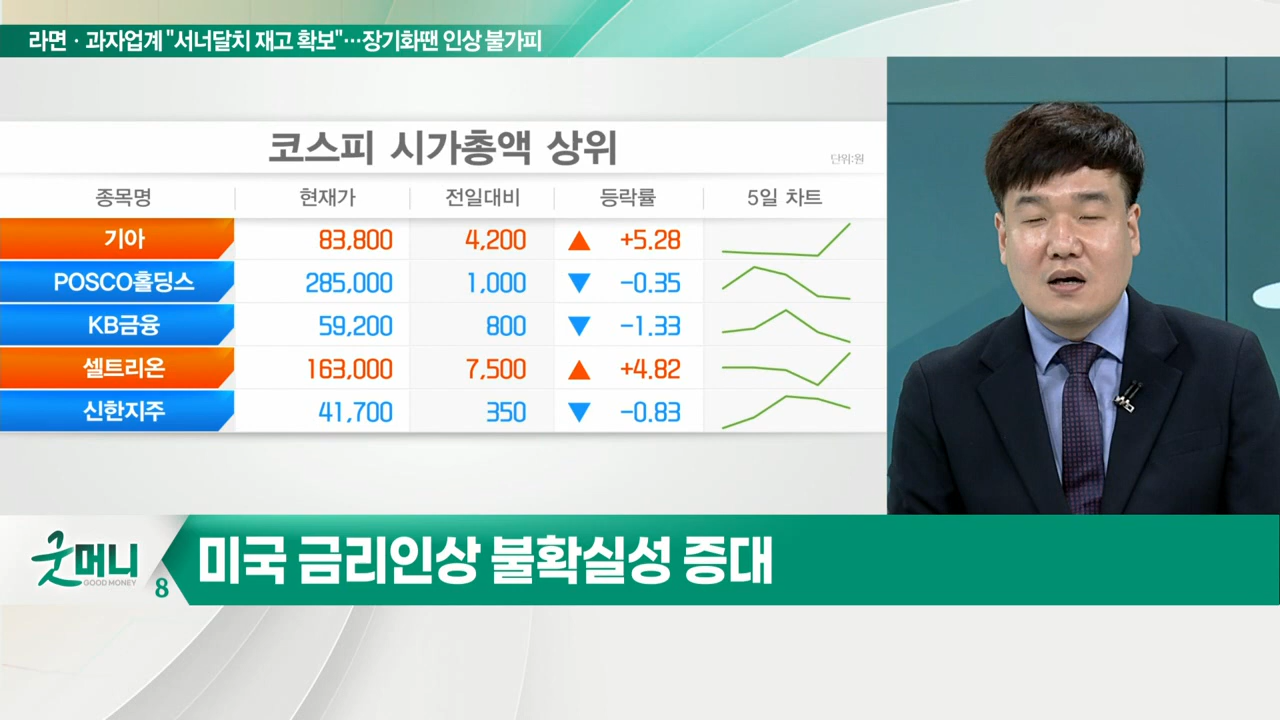 라면 · 과자업계 "서너달치 재고 확보"…장기화땐 인상 불가피
코스피 시가총액 상위
단위:원
종목명 현재가 전일대비 등락률 5일 차트
기아 83,800 4,200 ▲ +5.28
POSCO홀딩스 285,000 1,000 ▼ -0.35
KB금융 59,200 800 ▼ -1.33
셀트리온 163,000 7,500 ▲ +4.82
신한지주 41,700 350 ▼ -0.83
굿머니
GOOD MONEY
8
미국 금리인상 불확실성 증대